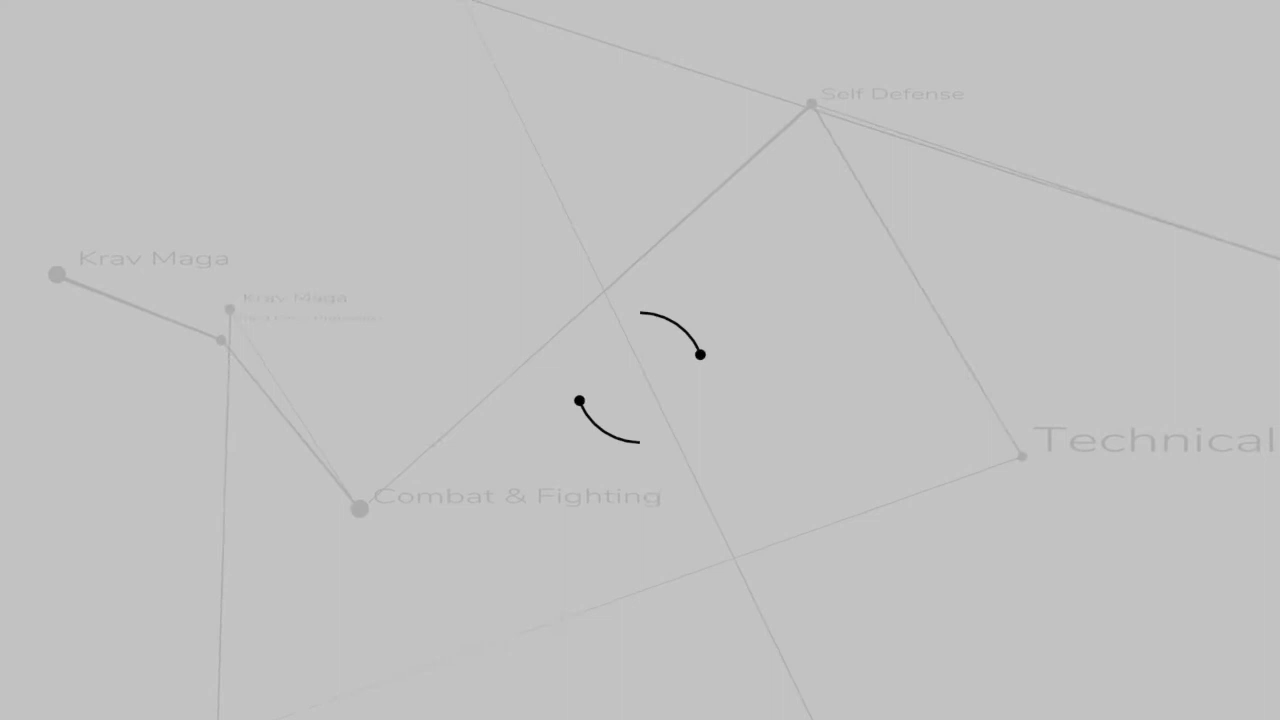 Self Defense
Krav Maga
Krav Maga
Combat & Fighting
Technical